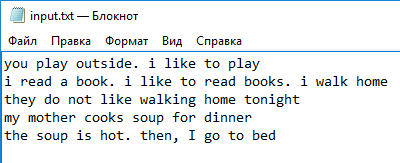 input.txt — Блокнот
Файл Правка Формат Вид Справка
you play outside. i like to play
i read a book. i like to read books. i walk home
they do not like walking home tonight
my mother cooks soup for dinner
the soup is hot. then, I go to bed